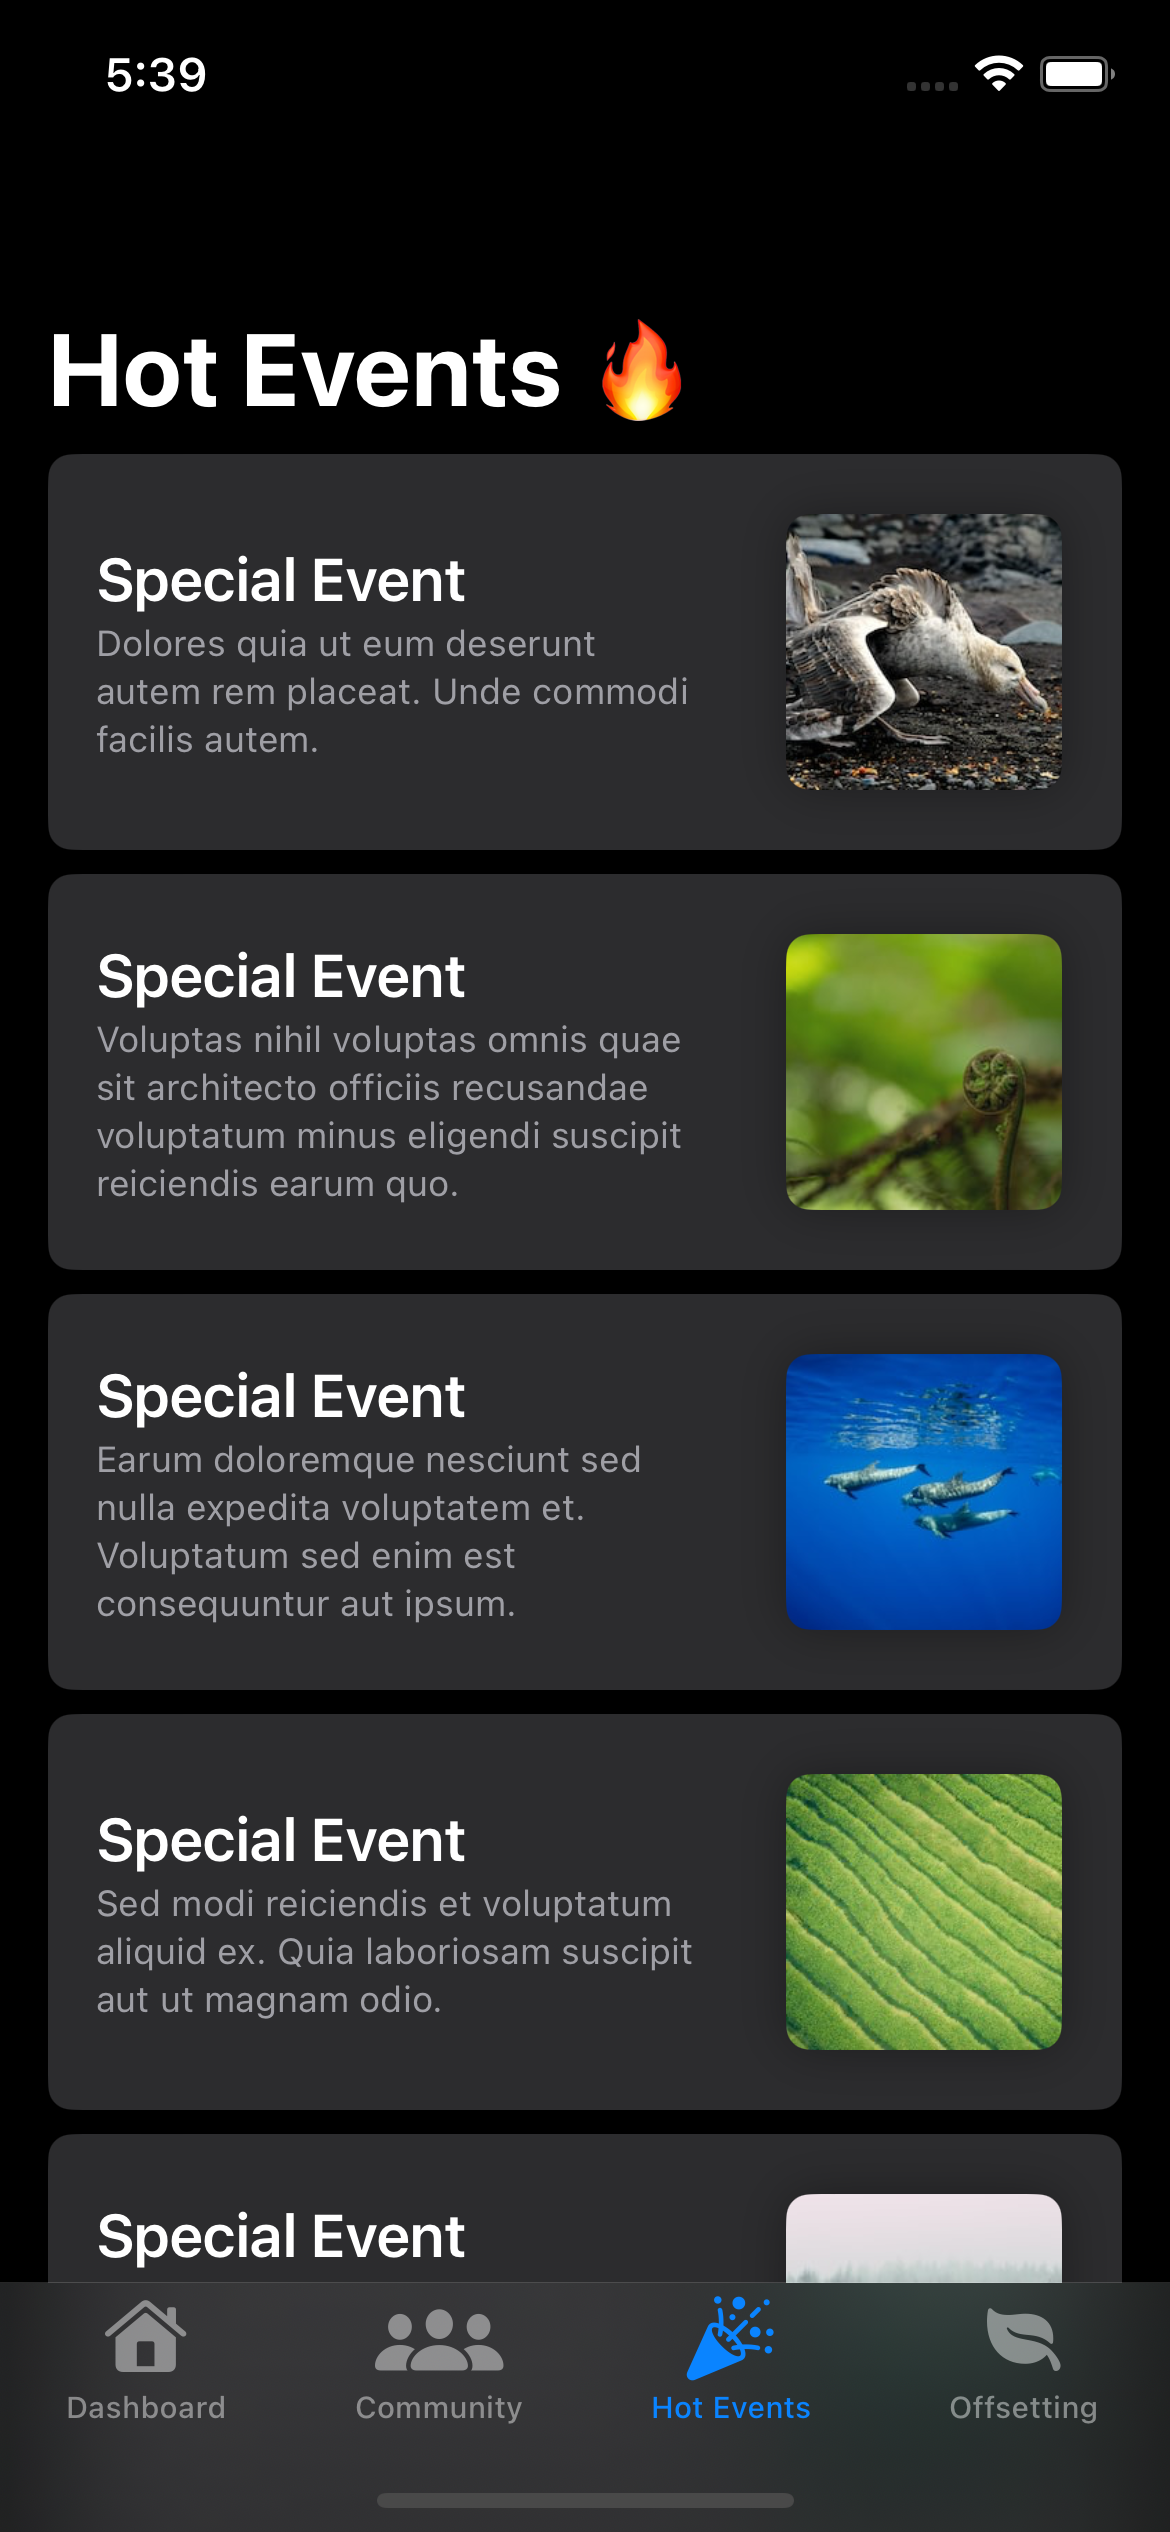 5:39
Hot Events 🔥
Special Event
Dolores quia ut eum deserunt
autem rem placeat. Unde commodi
facilis autem.
Special Event
Voluptas nihil voluptas omnis quae
sit architecto officiis recusandae
voluptatum minus eligendi suscipit
reiciendis earum quo.
Special Event
Earum doloremque nesciunt sed
nulla expedita voluptatem et.
Voluptatum sed enim est
consequuntur aut ipsum.
Special Event
Sed modi reiciendis et voluptatum
aliquid ex. Quia laboriosam suscipit
aut ut magnam odio.
Special Event
Dashboard
Community
Hot Events
Offsetting